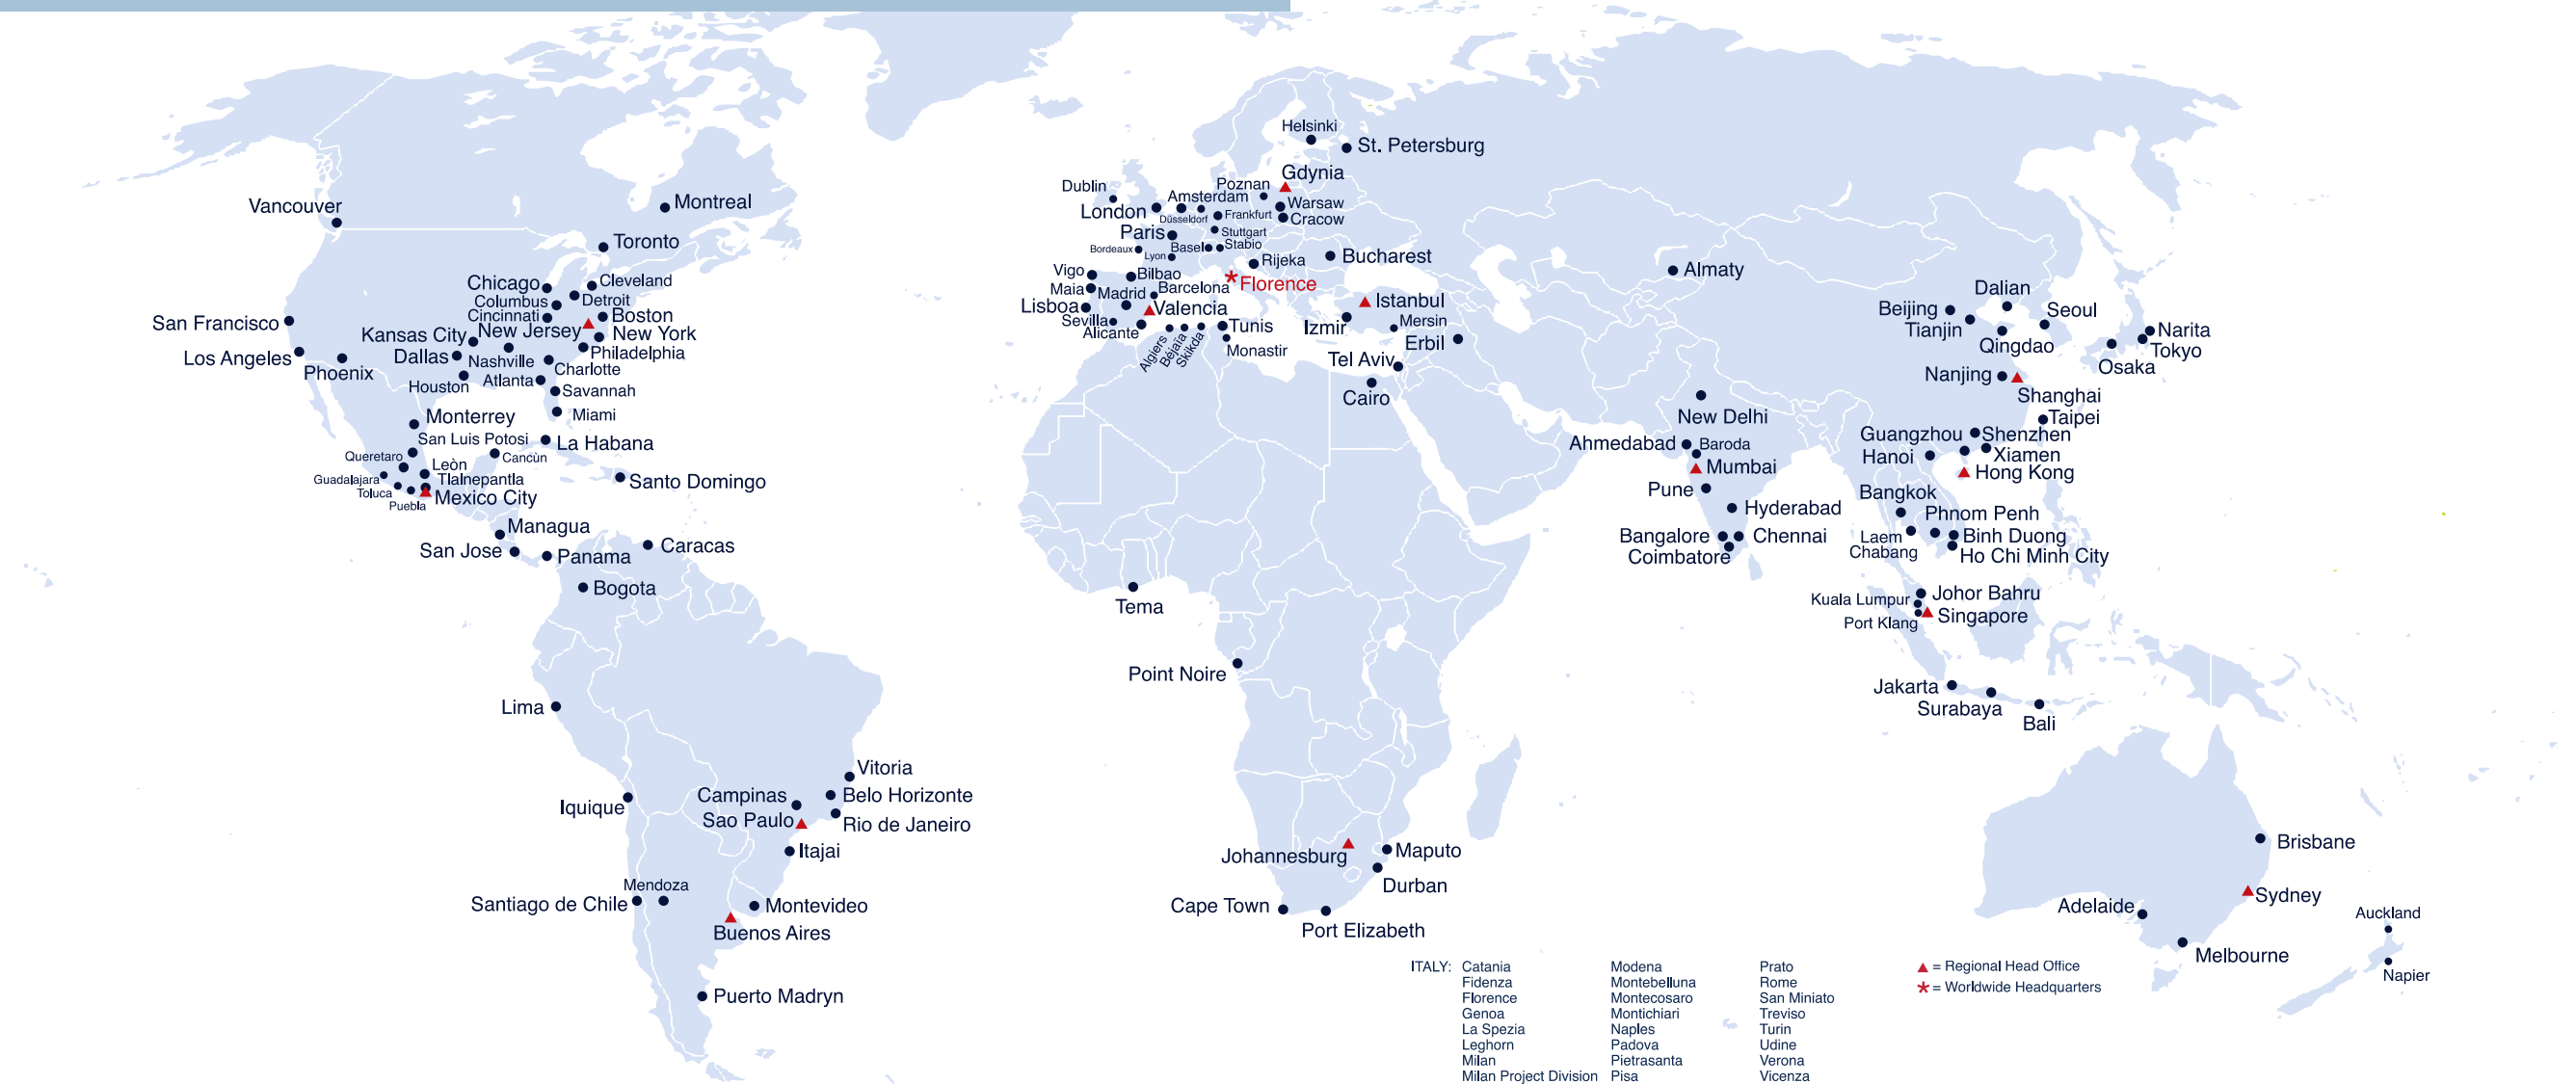 Vancouver
Montreal
Toronto
Chicago
Cleveland
Columbus
Detroit
Cincinnati
Boston
San Francisco
Kansas City
New Jersey
New York
Los Angeles
Dallas
Nashville
Philadelphia
Phoenix
Charlotte
Houston
Atlanta
Savannah
Miami
Monterrey
San Luis Potosi
La Habana
Queretaro
Cancùn
Leòn
Guadalajara
Tlalnepantla
Santo Domingo
Toluca
Mexico City
Puebla
Managua
San Jose
Panama
Caracas
Bogota
Lima
Vitoria
Campinas
Belo Horizonte
Iquique
Sao Paulo
Rio de Janeiro
Itajai
Mendoza
Santiago de Chile
Montevideo
Buenos Aires
Puerto Madryn
Helsinki
St. Petersburg
Gdynia
Dublin
Poznan
Amsterdam
Warsaw
London
Düsseldorf
Frankfurt
Cracow
Paris
Stuttgart
Bordeaux
Basel
Stabio
Lyon
Rijeka
Bucharest
Vigo
Bilbao
Florence
Maia
Madrid
Barcelona
Istanbul
Lisboa
Valencia
Sevilla
Mersin
Alicante
Tunis
Izmir
Algiers
Béjaïa
Skikda
Monastir
Erbil
Tel Aviv
Cairo
Tema
Point Noire
Johannesburg
Maputo
Durban
Cape Town
Port Elizabeth
Almaty
Dalian
Beijing
Seoul
Tianjin
Narita
Qingdao
Tokyo
Osaka
Nanjing
Shanghai
New Delhi
Taipei
Ahmedabad
Baroda
Guangzhou
Shenzhen
Hanoi
Xiamen
Mumbai
Hong Kong
Pune
Bangkok
Hyderabad
Phnom Penh
Bangalore
Chennai
Laem
Chabang
Binh Duong
Coimbatore
Ho Chi Minh City
Johor Bahru
Kuala Lumpur
Singapore
Port Klang
Jakarta
Surabaya
Bali
Brisbane
Sydney
Adelaide
Auckland
Melbourne
Napier
ITALY: Catania
Fidenza
Florence
Genoa
La Spezia
Leghorn
Milan
Milan Project Division
Modena
Montebelluna
Montecosaro
Montichiari
Naples
Padova
Pietrasanta
Pisa
Prato
Rome
San Miniato
Treviso
Turin
Udine
Verona
Vicenza
▲ = Regional Head Office
* = Worldwide Headquarters